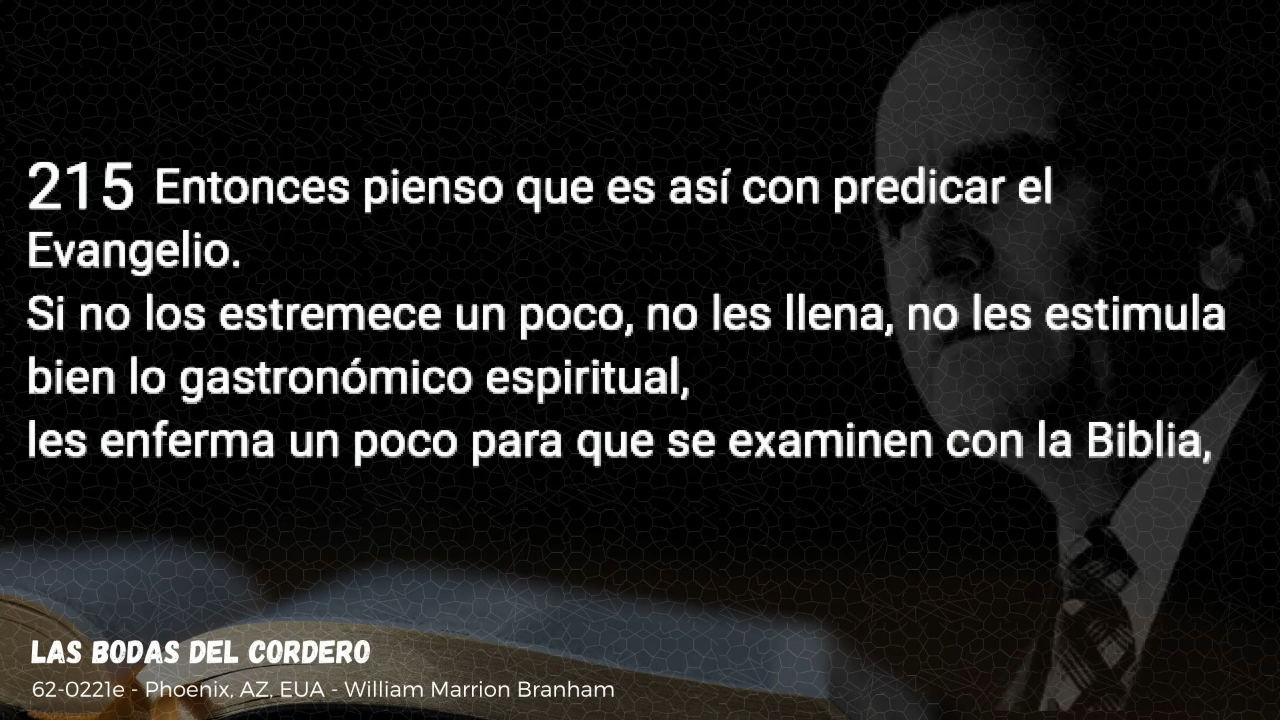 215 Entonces pienso que es así con predicar el
Evangelio.
Si no los estremece un poco, no les llena, no les estimula
bien lo gastronómico espiritual,
les enferma un poco para que se examinen con la Biblia,
LAS BODAS DEL CORDERO
62-0221e - Phoenix, AZ, EUA - William Marrion Branham